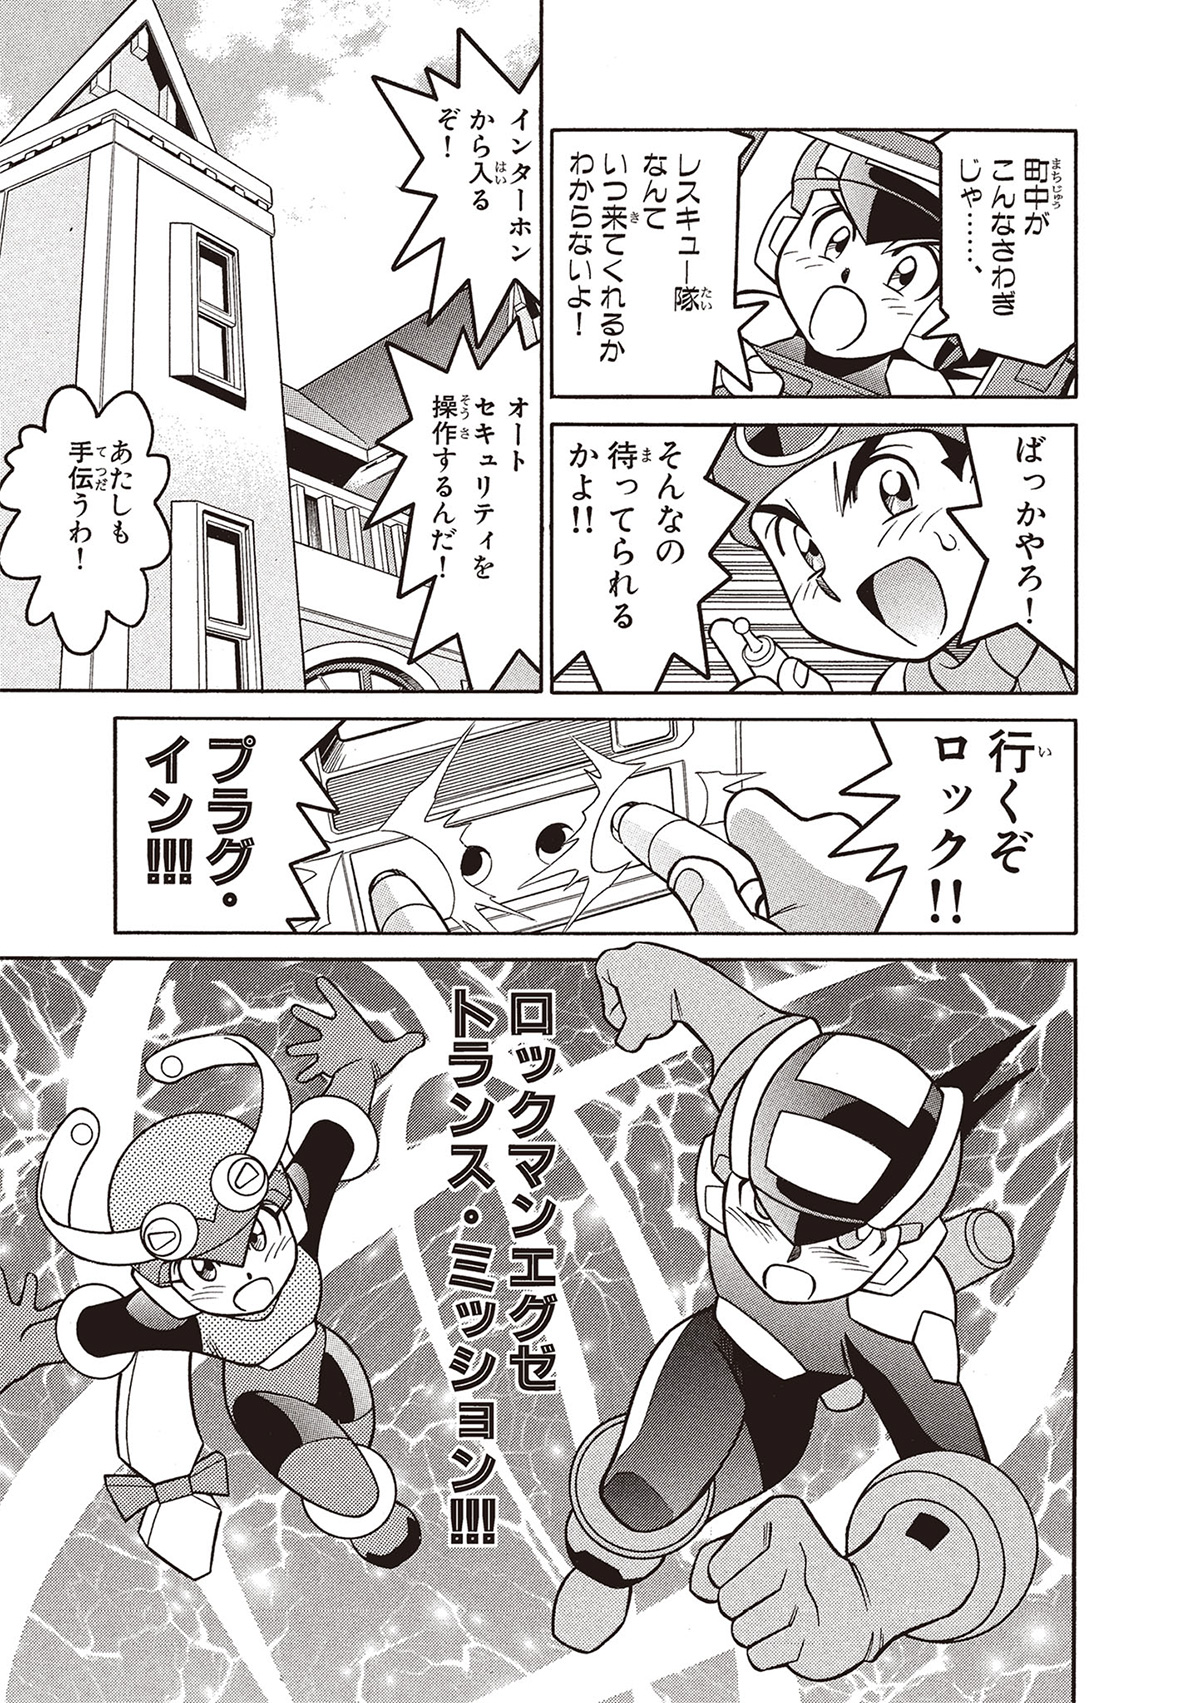 町中が
こんなさわぎ
じゃ……、
レスキュー隊
なんて
いつ来てくれるか
わからないよ！
ばっかやろ！
そんなの
待ってられる
かよ!!
インターホン
から入る
ぞ！
オート
セキュリティを
操作するんだ！
あたしも
手伝うわ！
行くぞ
ロック!!
プラグ・
イン!!!
ロックマンエグゼ
トランス・ミッション!!!